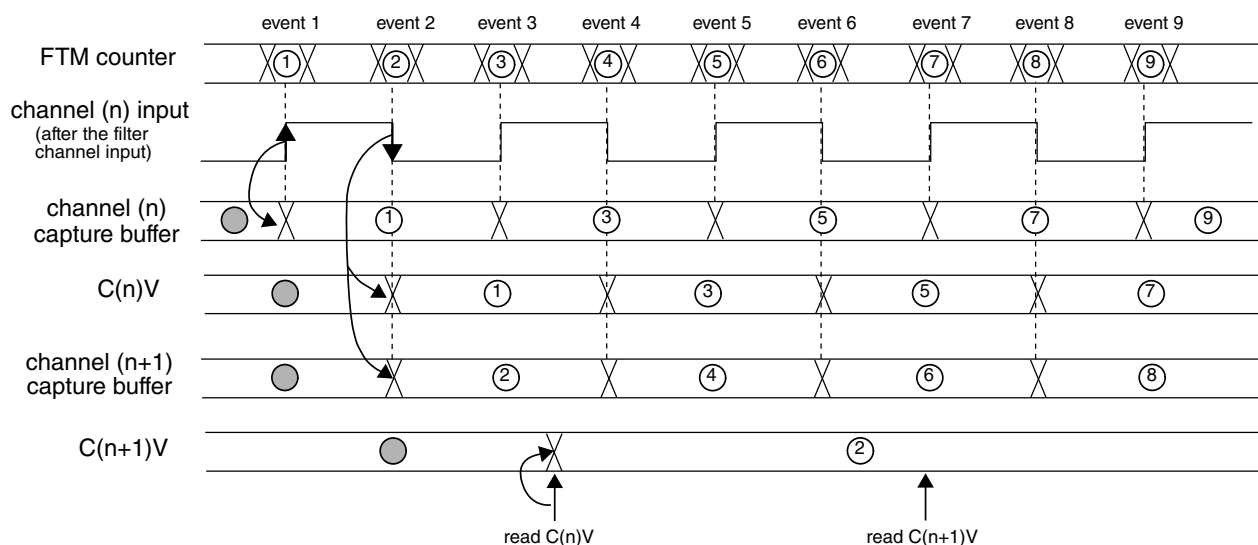 event 1 event 2 event 3 event 4 event 5 event 6 event 7 event 8 event 9
FTM counter 1 2 3 4 5 6 7 8 9
channel (n) input
(after the filter
channel input)
channel (n)
capture buffer 1 3 5 7 9
C(n)V 1 3 5 7
channel (n+1)
capture buffer 2 4 6 8
C(n+1)V 2
read C(n)V read C(n+1)V